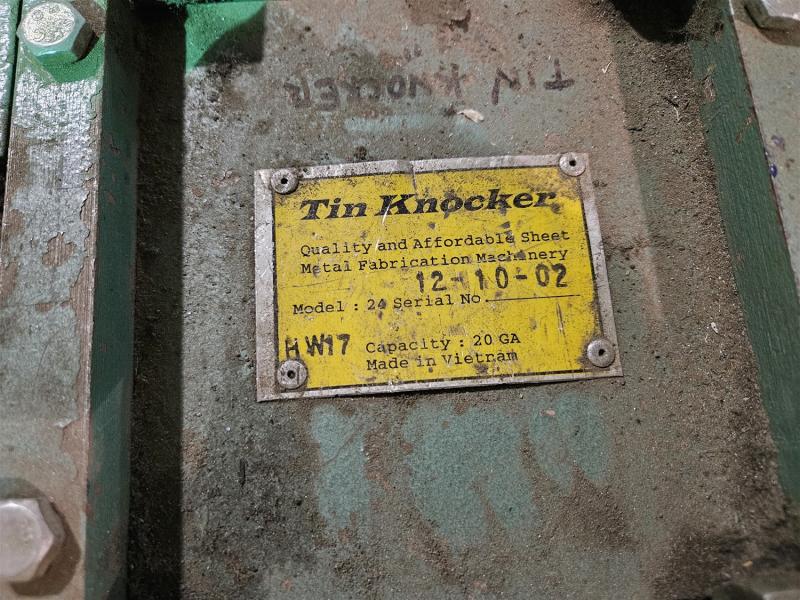 TIN KNOCKER
Tin Knocker
Quality and Affordable Sheet
Metal Fabrication Machinery
12-10-02
Model : 24 Serial No.
HW17 Capacity : 20 GA
Made in Vietnam